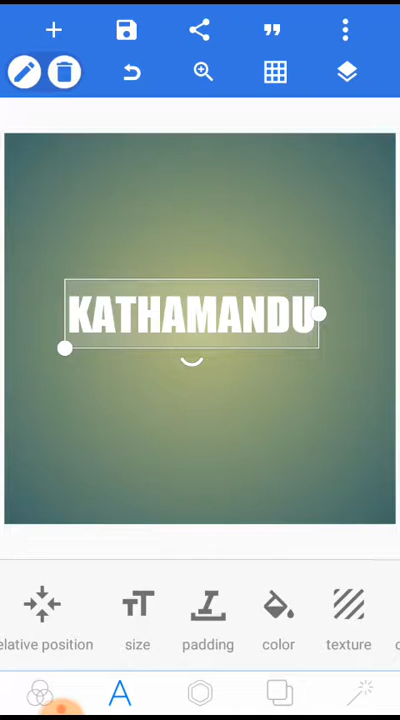 KATHAMANDU
elative position
size
padding
color
texture